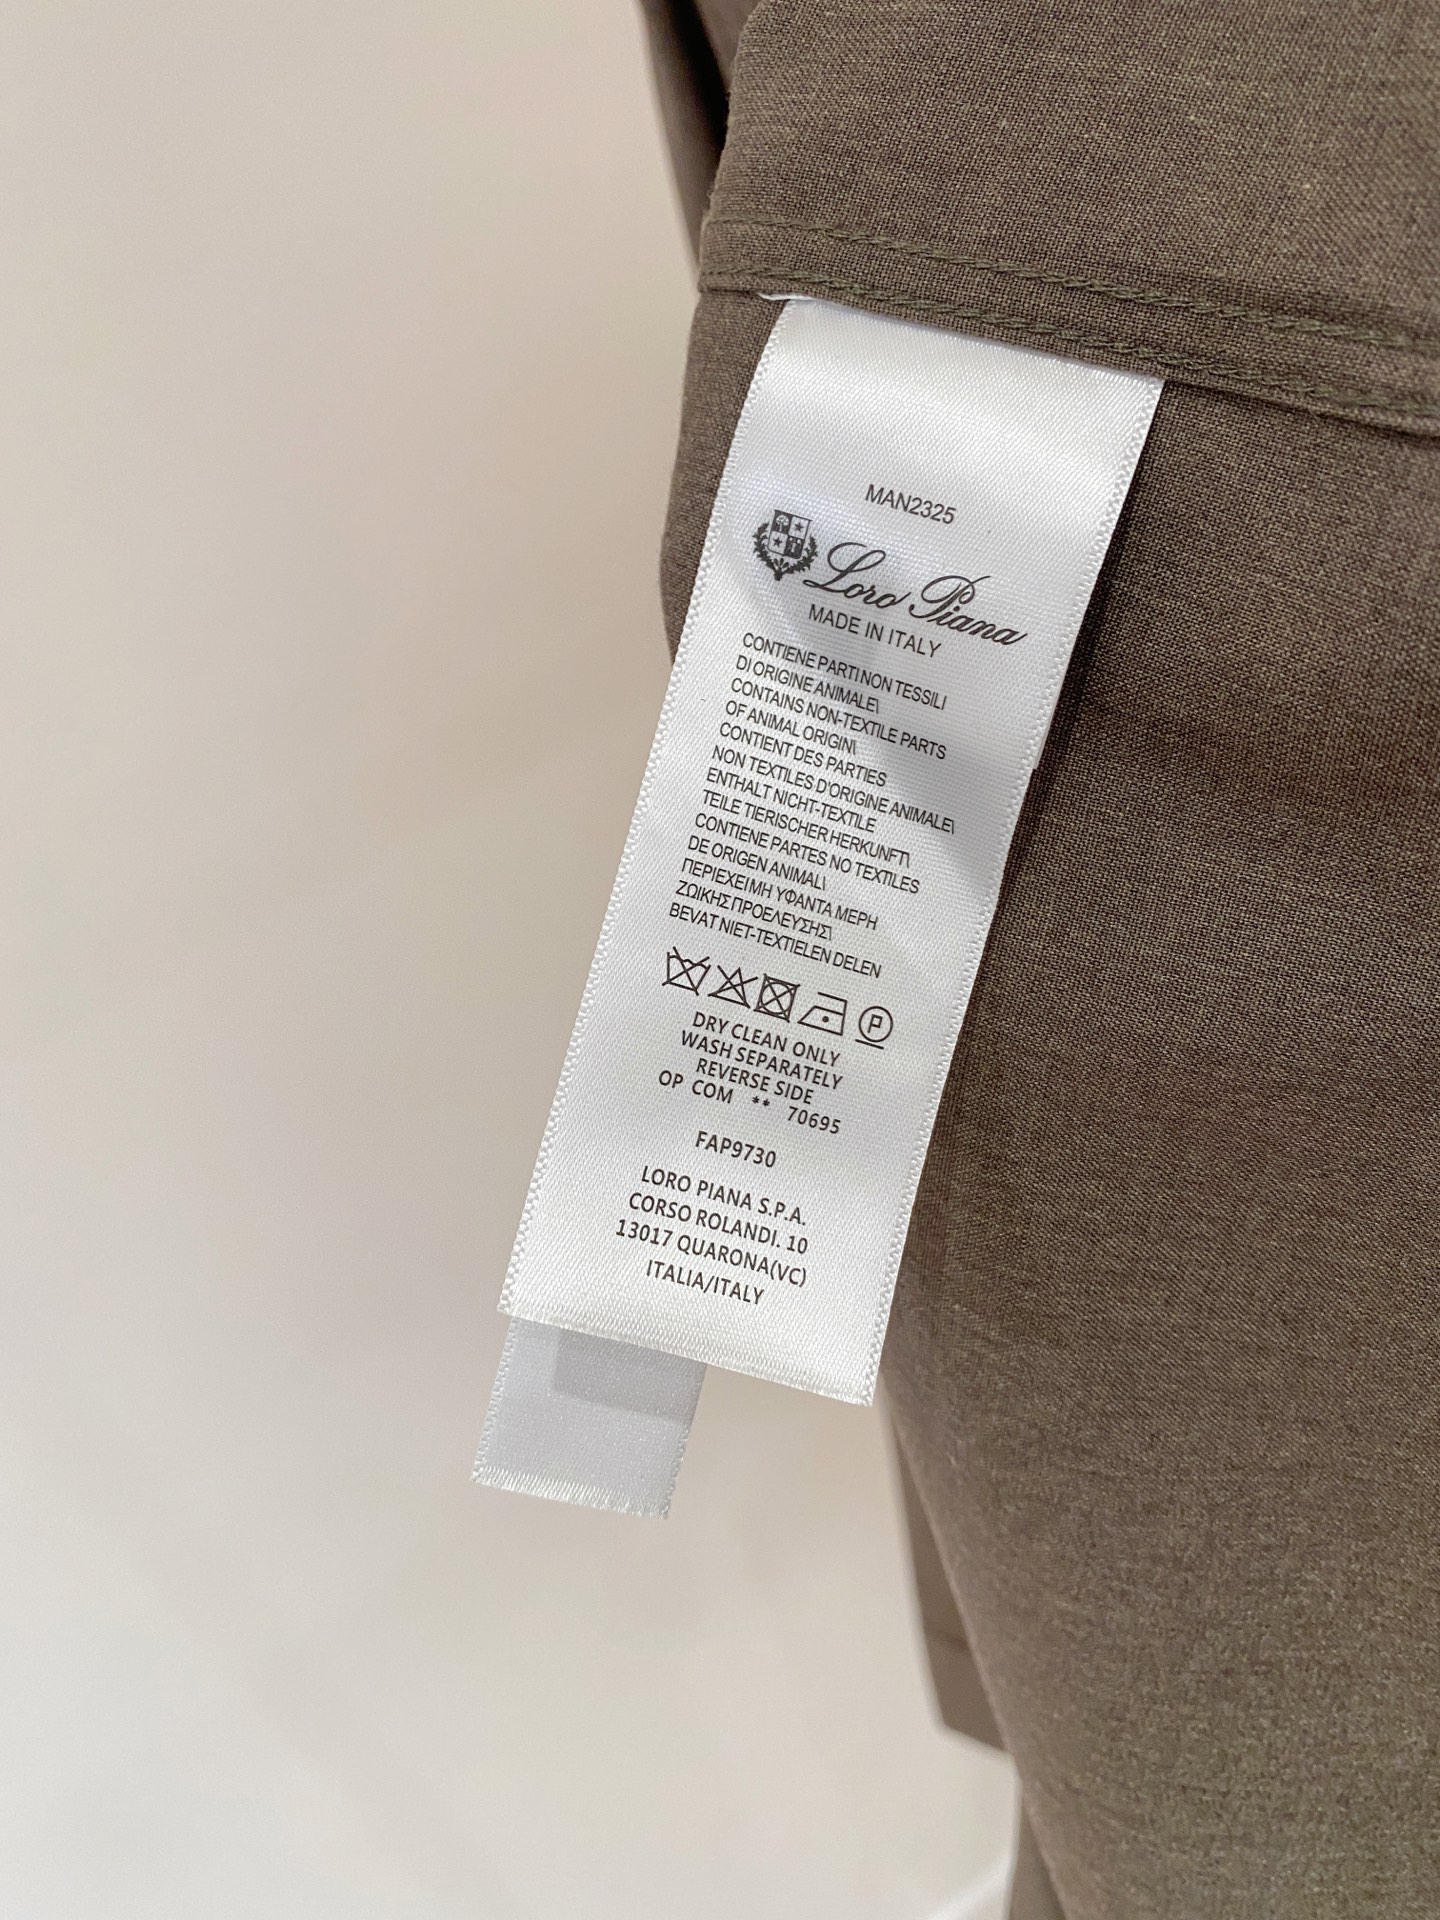 MAN2325
Loro Piana
MADE IN ITALY
CONTIENE PARTI NON TESSILI
DI ORIGINE ANIMALE\
CONTAINS NON-TEXTILE PARTS
OF ANIMAL ORIGIN\
CONTIENT DES PARTIES
NON TEXTILES D'ORIGINE ANIMALE\
ENTHALT NICHT-TEXTILE
TEILE TIERISCHER HERKUNFT\
CONTIENE PARTES NO TEXTILES
DE ORIGEN ANIMAL\
ΠΕΡΙΕΧΕΙ ΜΗ ΥΦΑΝΤΑ ΜΕΡΗ
ΖΩΙΚΗΣ ΠΡΟΕΛΕΥΣΗΣ\
BEVAT NIET-TEXTIELEN DELEN
P
DRY CLEAN ONLY
WASH SEPARATELY
REVERSE SIDE
OP COM ** 70695
FAP9730
LORO PIANA S.P.A.
CORSO ROLANDI. 10
13017 QUARONA(VC)
ITALIA/ITALY